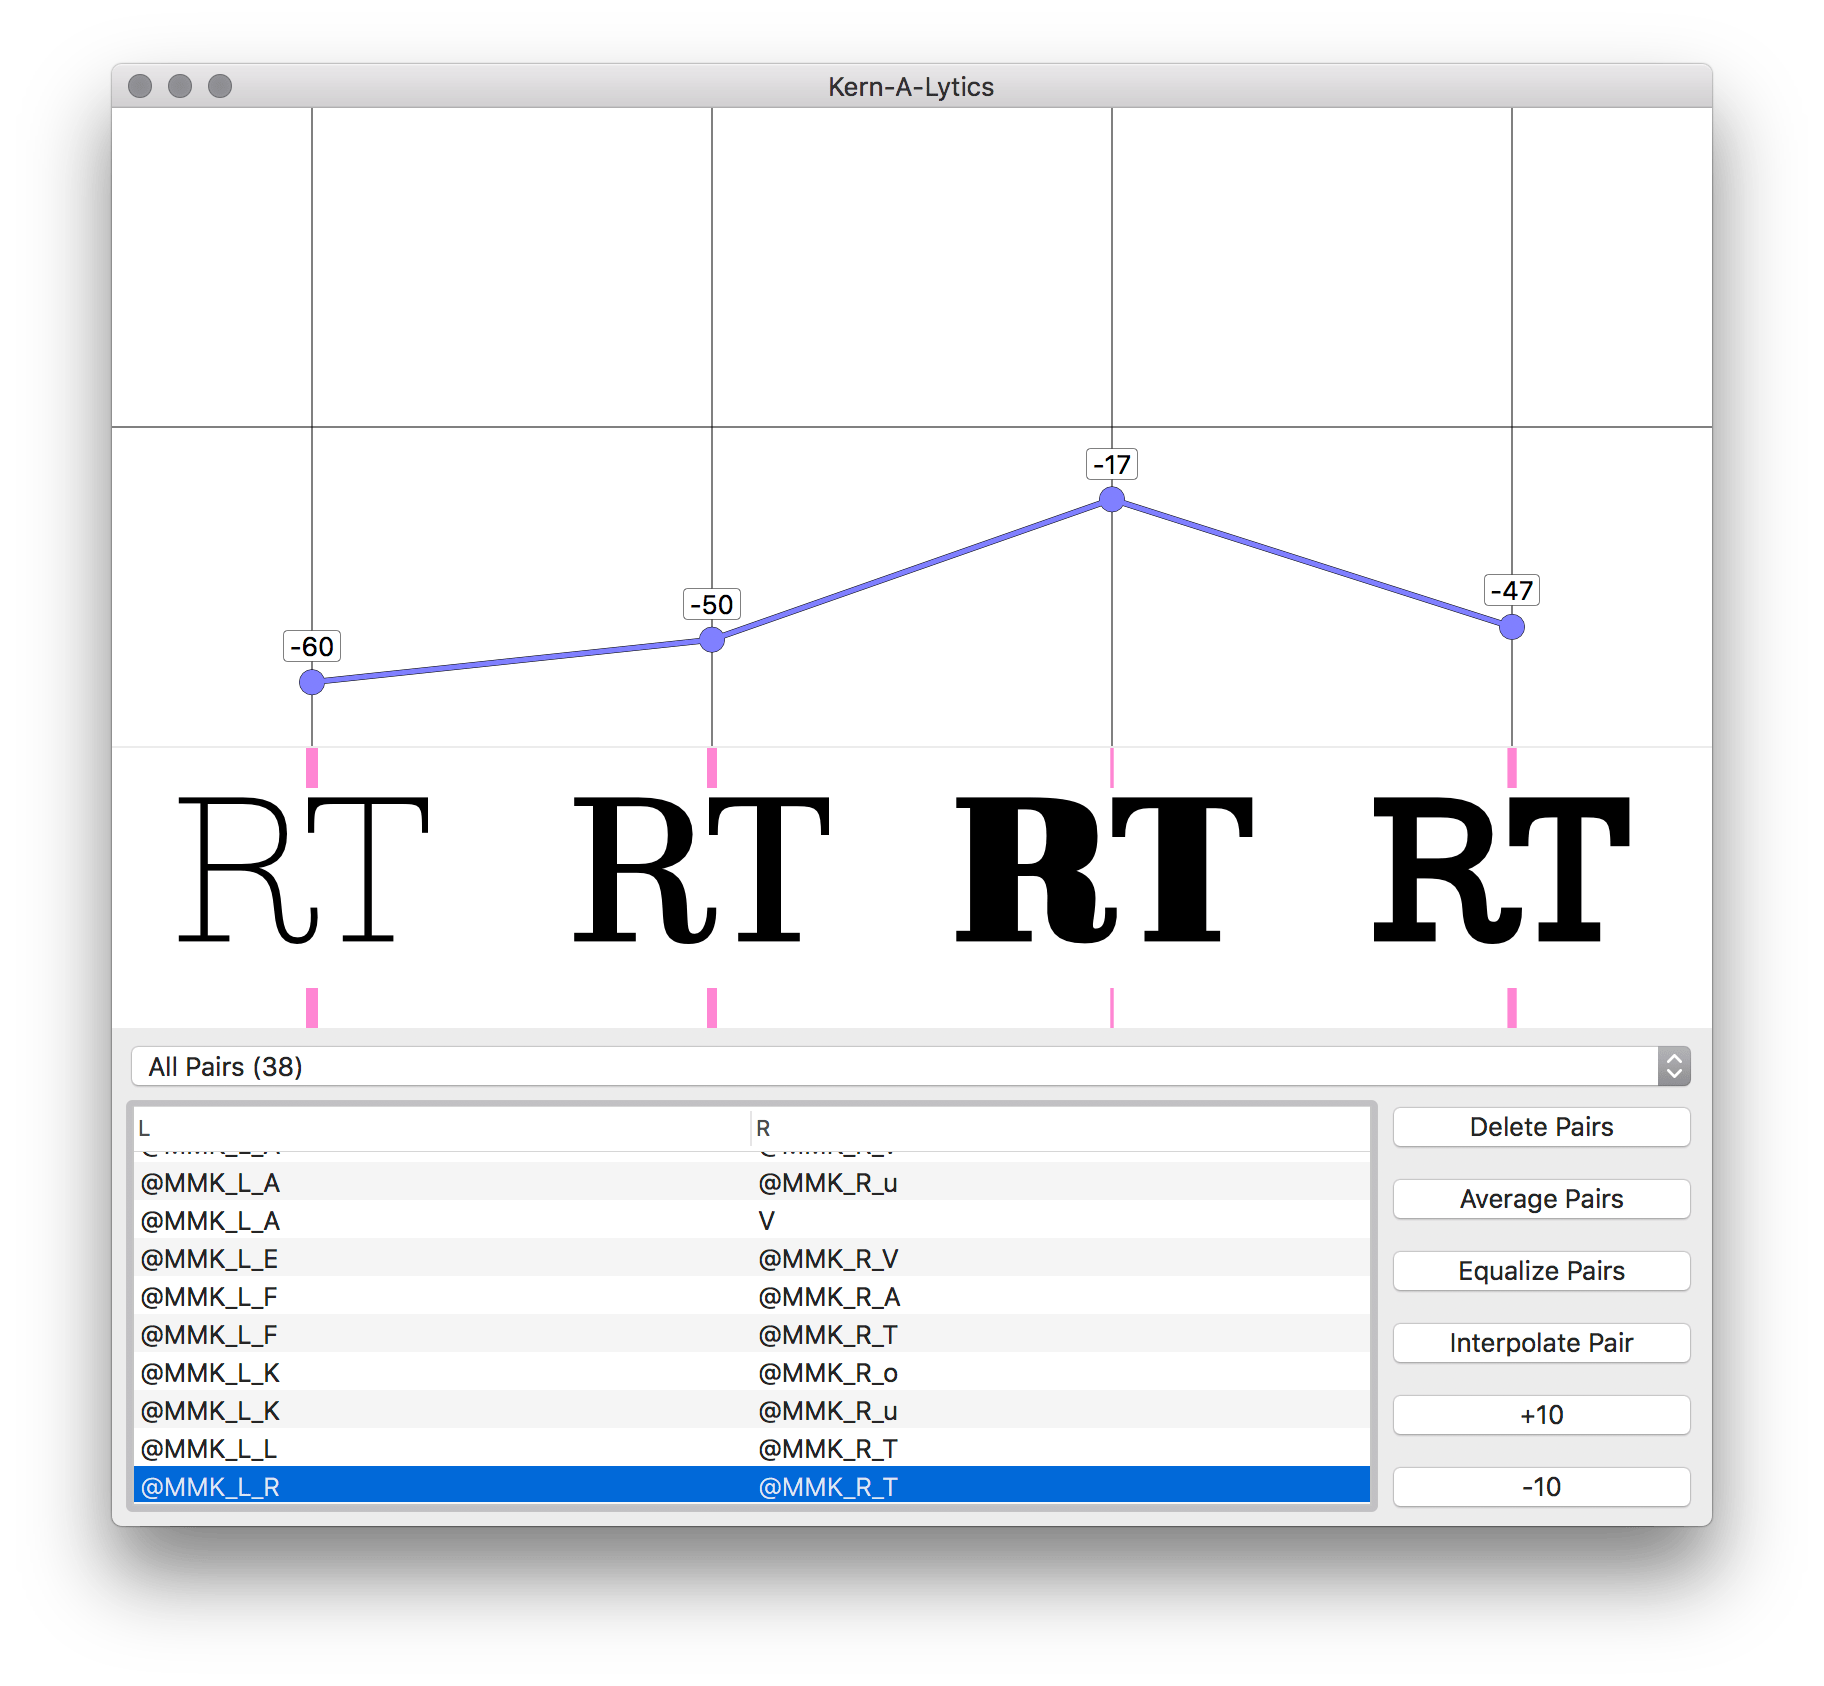 Kern-A-Lytics
-17
-47
-50
-60
RT RT RT RT
All Pairs (38)
L R
@MMK_L_A @MMK_R_u
@MMK_L_A V
@MMK_L_E @MMK_R_V
@MMK_L_F @MMK_R_A
@MMK_L_F @MMK_R_T
@MMK_L_K @MMK_R_o
@MMK_L_K @MMK_R_u
@MMK_L_L @MMK_R_T
@MMK_L_R @MMK_R_T
Delete Pairs
Average Pairs
Equalize Pairs
Interpolate Pair
+10
-10